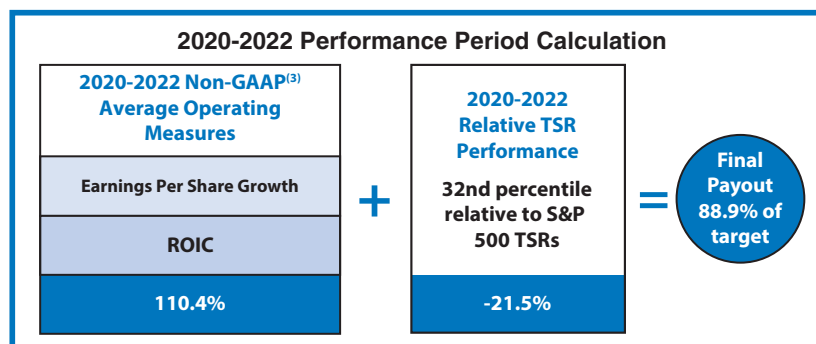 2020-2022 Performance Period Calculation
2020-2022 Non-GAAP(3)
Average Operating
Measures
Earnings Per Share Growth
ROIC
110.4%
+
2020-2022
Relative TSR
Performance
32nd percentile
relative to S&P
500 TSRs
-21.5%
=
Final
Payout
88.9% of
target